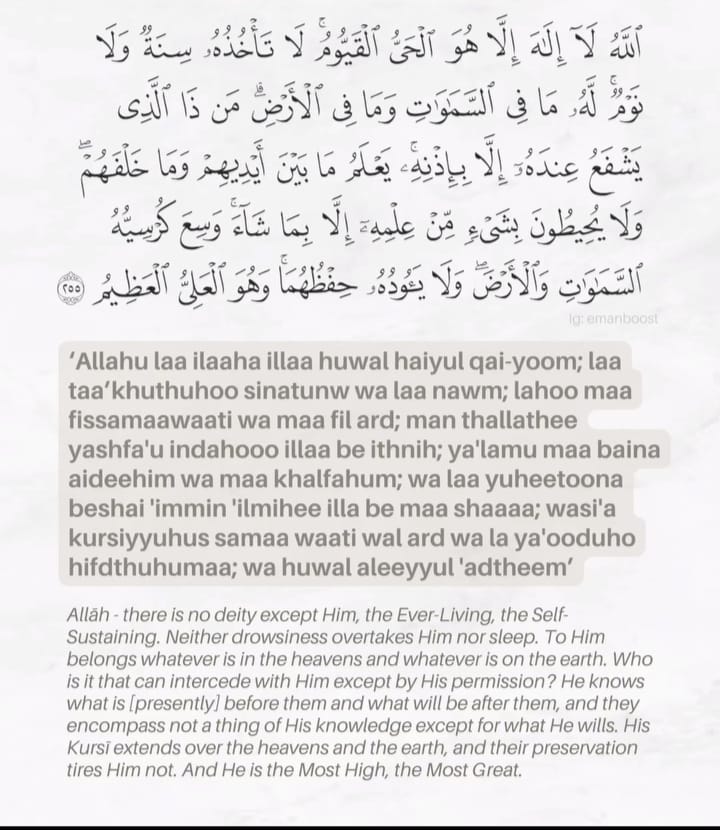 ٱللَّهُ لَآ إِلَـٰهَ إِلَّا هُوَ ٱلْحَىُّ ٱلْقَيُّومُ ۚ لَا تَأْخُذُهُۥ سِنَةٌ وَلَا
نَوْمٌ ۚ لَّهُۥ مَا فِى ٱلسَّمَـٰوَٰتِ وَمَا فِى ٱلْأَرْضِ ۗ مَن ذَا ٱلَّذِى
يَشْفَعُ عِندَهُۥٓ إِلَّا بِإِذْنِهِۦ ۚ يَعْلَمُ مَا بَيْنَ أَيْدِيهِمْ وَمَا خَلْفَهُمْ ۖ
وَلَا يُحِيطُونَ بِشَىْءٍ مِّنْ عِلْمِهِۦٓ إِلَّا بِمَا شَآءَ ۚ وَسِعَ كُرْسِيُّهُ
ٱلسَّمَـٰوَٰتِ وَٱلْأَرْضَ ۖ وَلَا يَـُٔودُهُۥ حِفْظُهُمَا ۚ وَهُوَ ٱلْعَلِىُّ ٱلْعَظِيمُ ٢٥٥
Ig: emanboost
‘Allahu laa ilaaha illaa huwal haiyul qai-yoom; laa
taa’khuthuhoo sinatunw wa laa nawm; lahoo maa
fissamaawaati wa maa fil ard; man thallathee
yashfa'u indahooo illaa be ithnih; ya'lamu maa baina
aideehim wa maa khalfahum; wa laa yuheetoona
beshai 'immin 'ilmihee illa be maa shaaaa; wasi'a
kursiyyuhus samaa waati wal ard wa la ya'ooduho
hifdthuhumaa; wa huwal aleeyyul 'adtheem’
Allāh - there is no deity except Him, the Ever-Living, the Self-
Sustaining. Neither drowsiness overtakes Him nor sleep. To Him
belongs whatever is in the heavens and whatever is on the earth. Who
is it that can intercede with Him except by His permission? He knows
what is [presently] before them and what will be after them, and they
encompass not a thing of His knowledge except for what He wills. His
Kursī extends over the heavens and the earth, and their preservation
tires Him not. And He is the Most High, the Most Great.